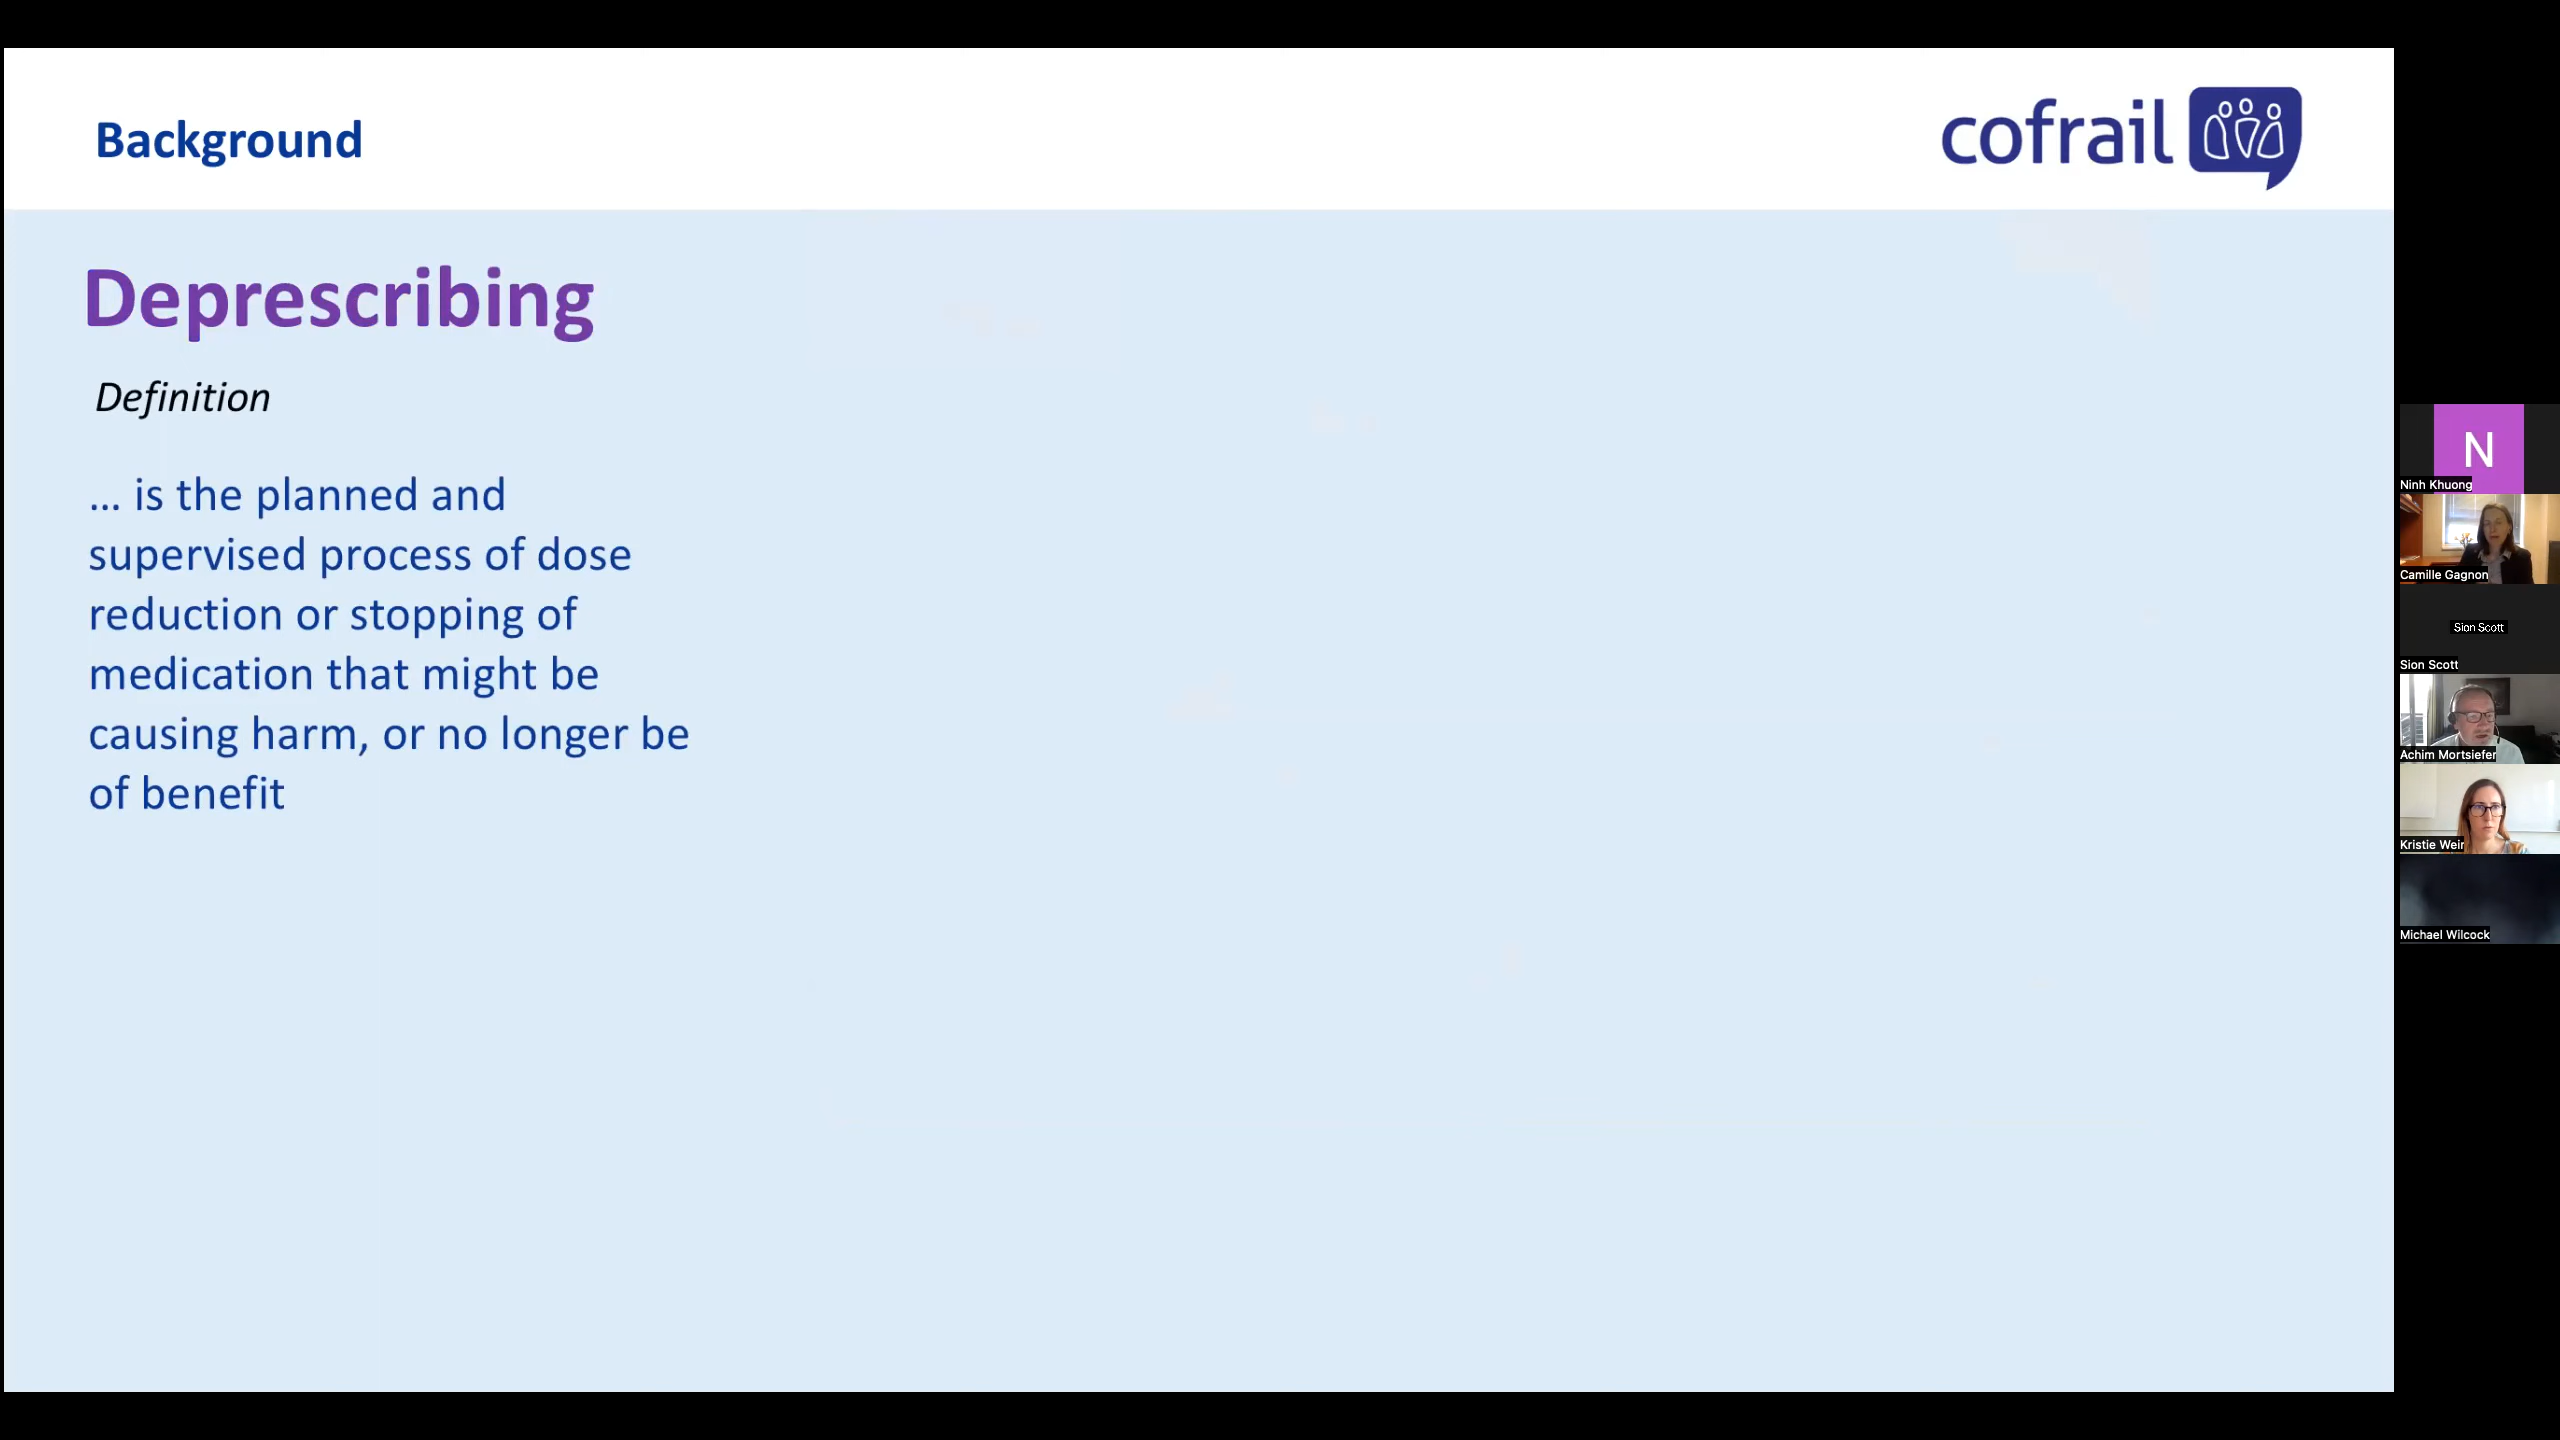 Background
cofrail
Deprescribing
Definition
... is the planned and
supervised process of dose
reduction or stopping of
medication that might be
causing harm, or no longer be
of benefit
N
Ninh Khuong
Camille Gagnon
Sion Scott
Sion Scott
Achim Mortsiefer
Kristie Weir
Michael Wilcock